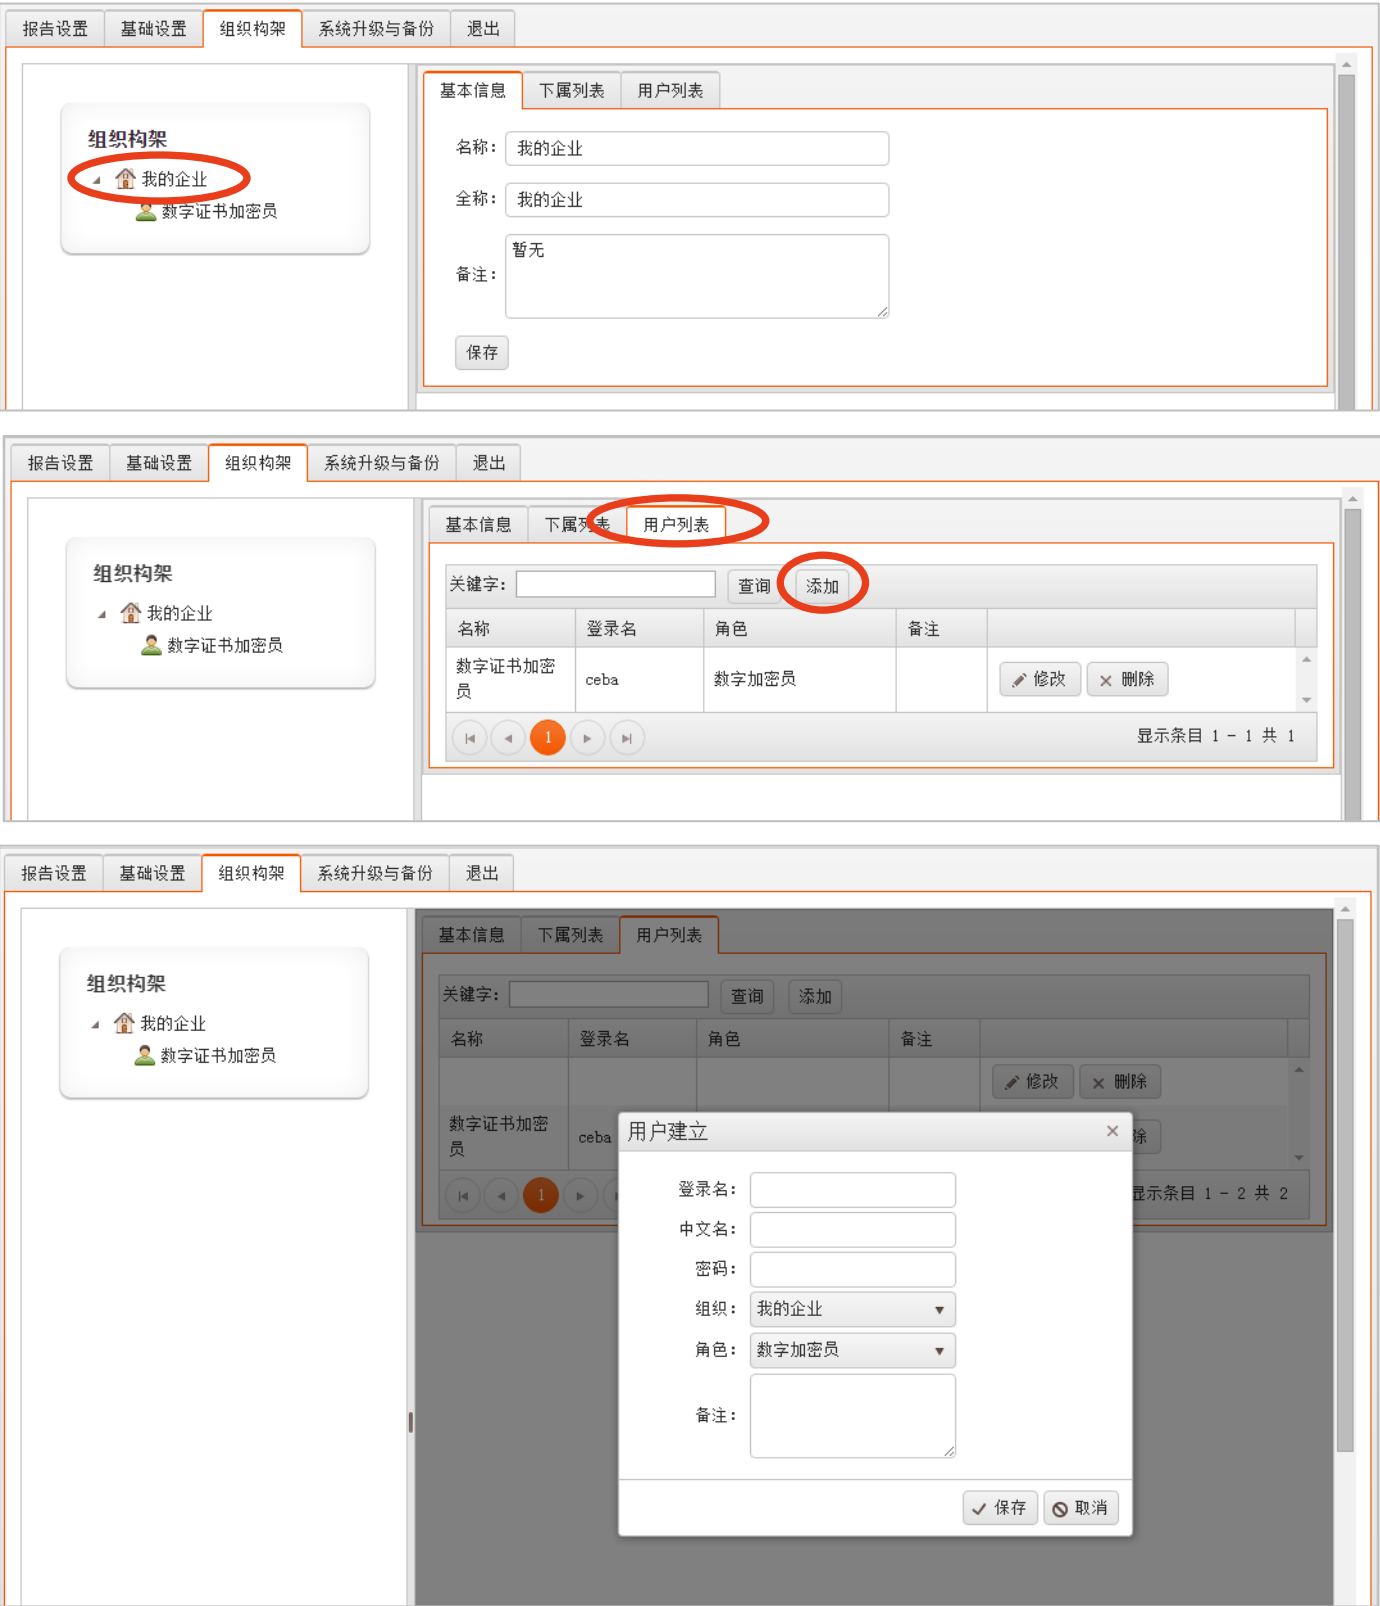 报告设置 基础设置 组织构架 系统升级与备份 退出
组织构架
我的企业
数字证书加密员
基本信息 下属列表 用户列表
名称: 我的企业
全称: 我的企业
备注: 暂无
保存
报告设置 基础设置 组织构架 系统升级与备份 退出
组织构架
我的企业
数字证书加密员
基本信息 下属列表 用户列表
关键字: 查询 添加
名称 登录名 角色 备注
数字证书加密员 ceba 数字加密员 修改 删除
1 显示条目 1 - 1 共 1
报告设置 基础设置 组织构架 系统升级与备份 退出
组织构架
我的企业
数字证书加密员
基本信息 下属列表 用户列表
关键字: 查询 添加
名称 登录名 角色 备注
修改 删除
数字证书加密员 ceba 除
1 显示条目 1 - 2 共 2
用户建立
登录名:
中文名:
密码:
组织: 我的企业
角色: 数字加密员
备注:
保存 取消